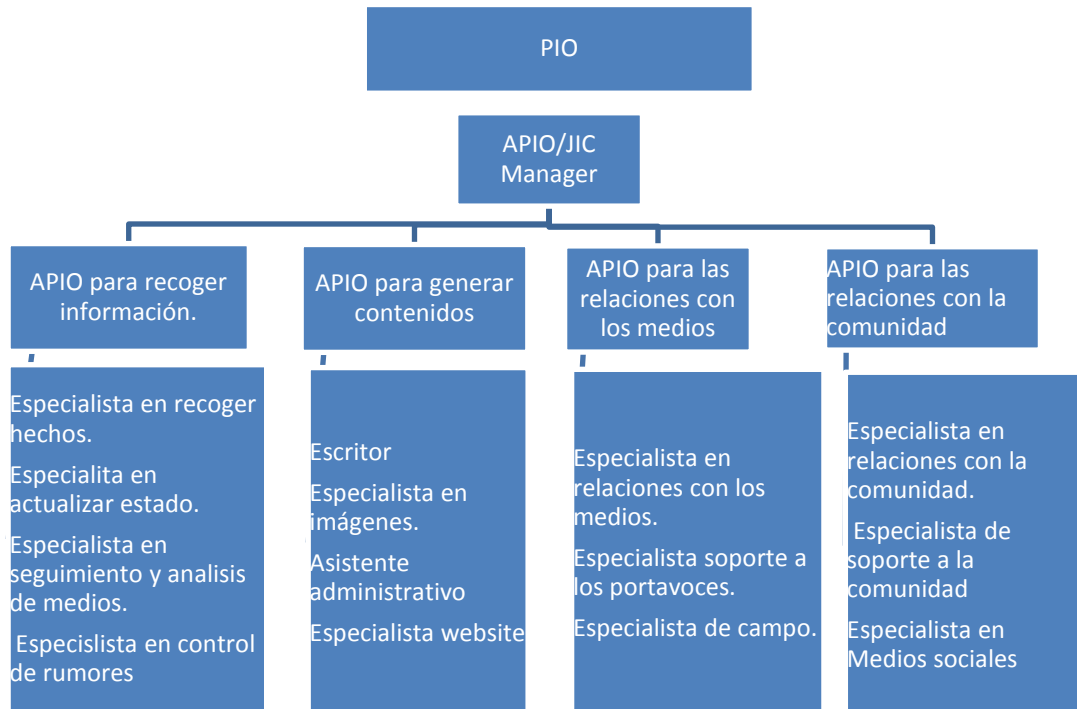 PIO
APIO/JIC
Manager
APIO para recoger
información.
APIO para generar
contenidos
APIO para las
relaciones con
los medios
APIO para las
relaciones con la
comunidad
Especialista en recoger
hechos.
Especialita en
actualizar estado.
Especialista en
seguimiento y analisis
de medios.
Especislista en control
de rumores
Escritor
Especialista en
imágenes.
Asistente
administrativo
Especialista website
Especialista en
relaciones con los
medios.
Especialista soporte a
los portavoces.
Especialista de campo.
Especialista en
relaciones con la
comunidad.
Especialista de
soporte a la
comunidad
Especialista en
Medios sociales